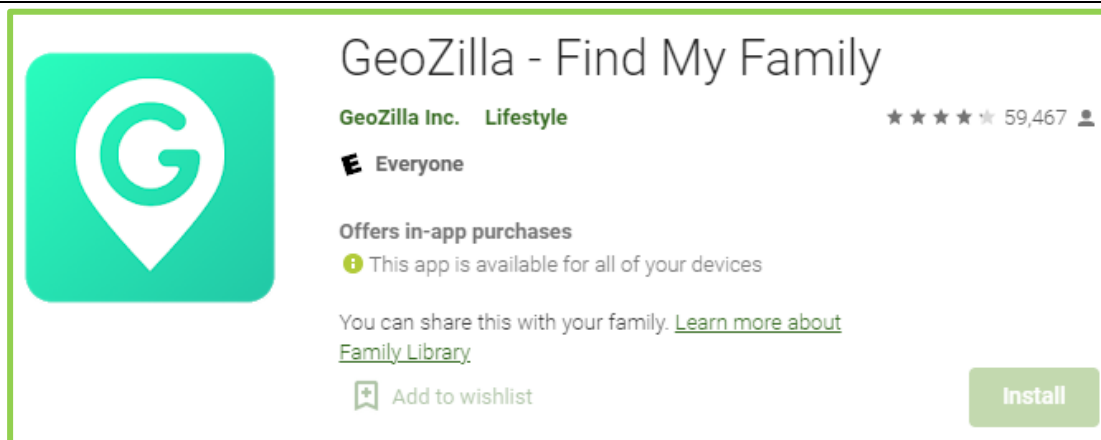 GeoZilla - Find My Family
GeoZilla Inc. Lifestyle
59,467
E Everyone
Offers in-app purchases
This app is available for all of your devices
You can share this with your family. Learn more about
Family Library
Add to wishlist
Install
G